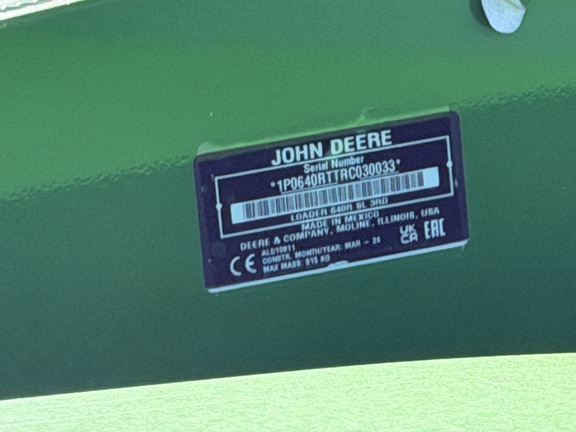 JOHN DEERE
Serial Number
*1P0640RTTRC030033*
LOADER 640R SL 3RD
MADE IN MEXICO
DEERE & COMPANY, MOLINE, ILLINOIS, USA
ALD10811
CONSTR. MONTH/YEAR: MAR - 24
MAX MASS: 915 KG
CE
UK
CA
EAC